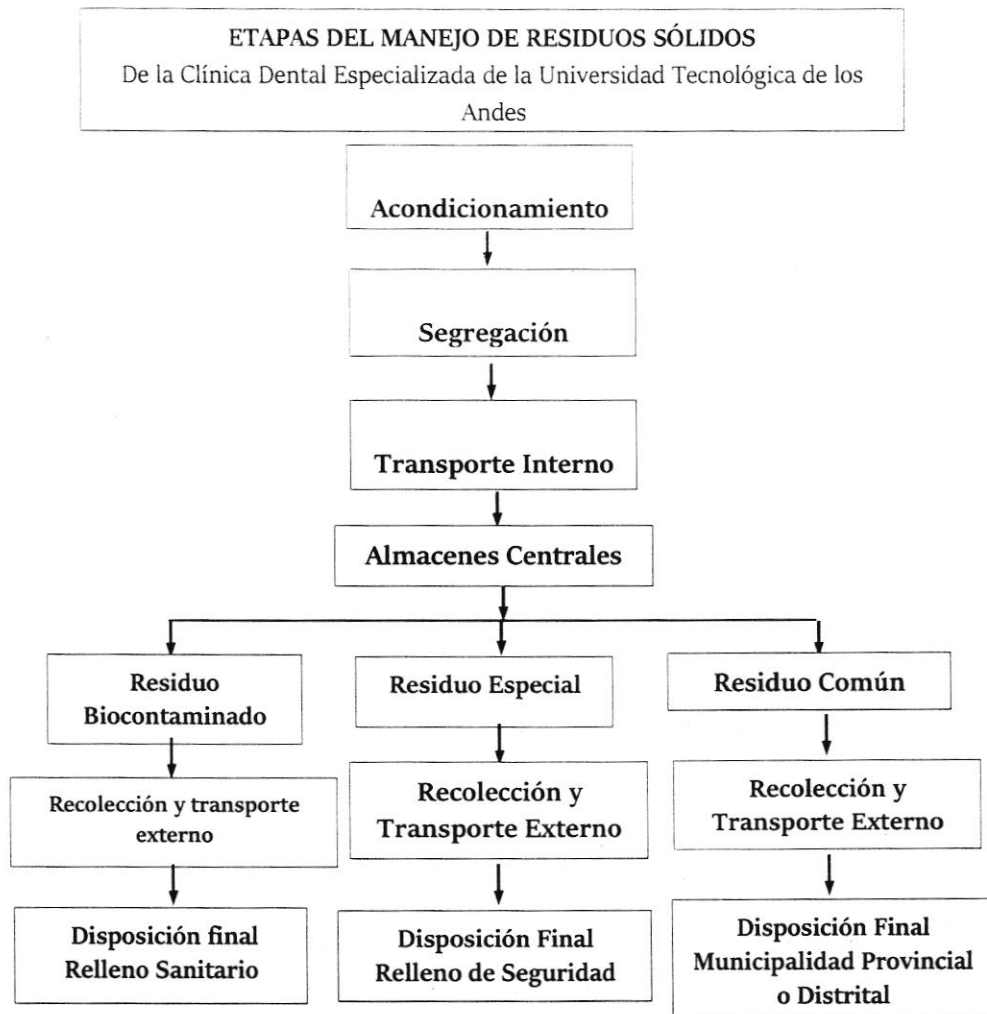 ETAPAS DEL MANEJO DE RESIDUOS SÓLIDOS
De la Clínica Dental Especializada de la Universidad Tecnológica de los
Andes
Acondicionamiento
Segregación
Transporte Interno
Almacenes Centrales
Residuo
Biocontaminado
Recolección y transporte
externo
Disposición final
Relleno Sanitario
Residuo Especial
Recolección y
Transporte Externo
Disposición Final
Relleno de Seguridad
Residuo Común
Recolección y
Transporte Externo
Disposición Final
Municipalidad Provincial
o Distrital